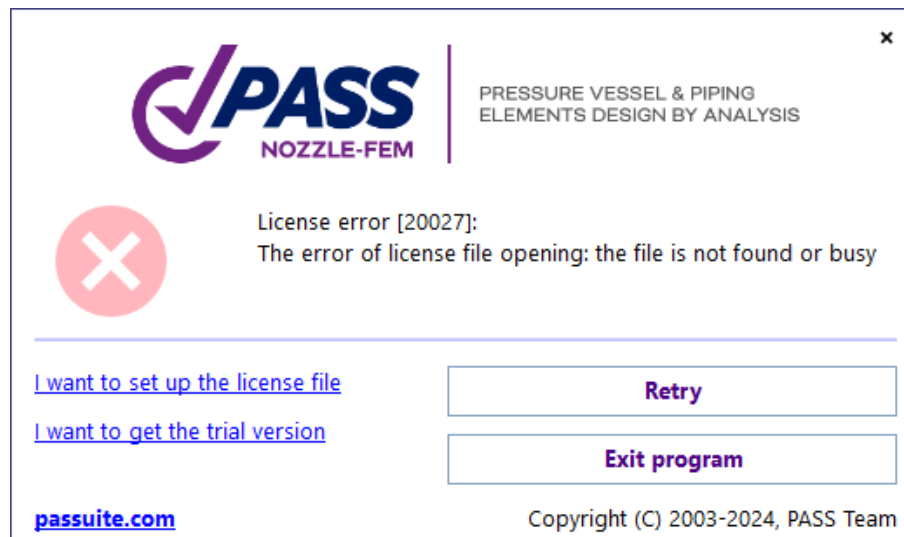 ×
PASS
NOZZLE-FEM
PRESSURE VESSEL & PIPING
ELEMENTS DESIGN BY ANALYSIS
License error [20027]:
The error of license file opening: the file is not found or busy
I want to set up the license file
Retry
I want to get the trial version
Exit program
passuite.com
Copyright (C) 2003-2024, PASS Team